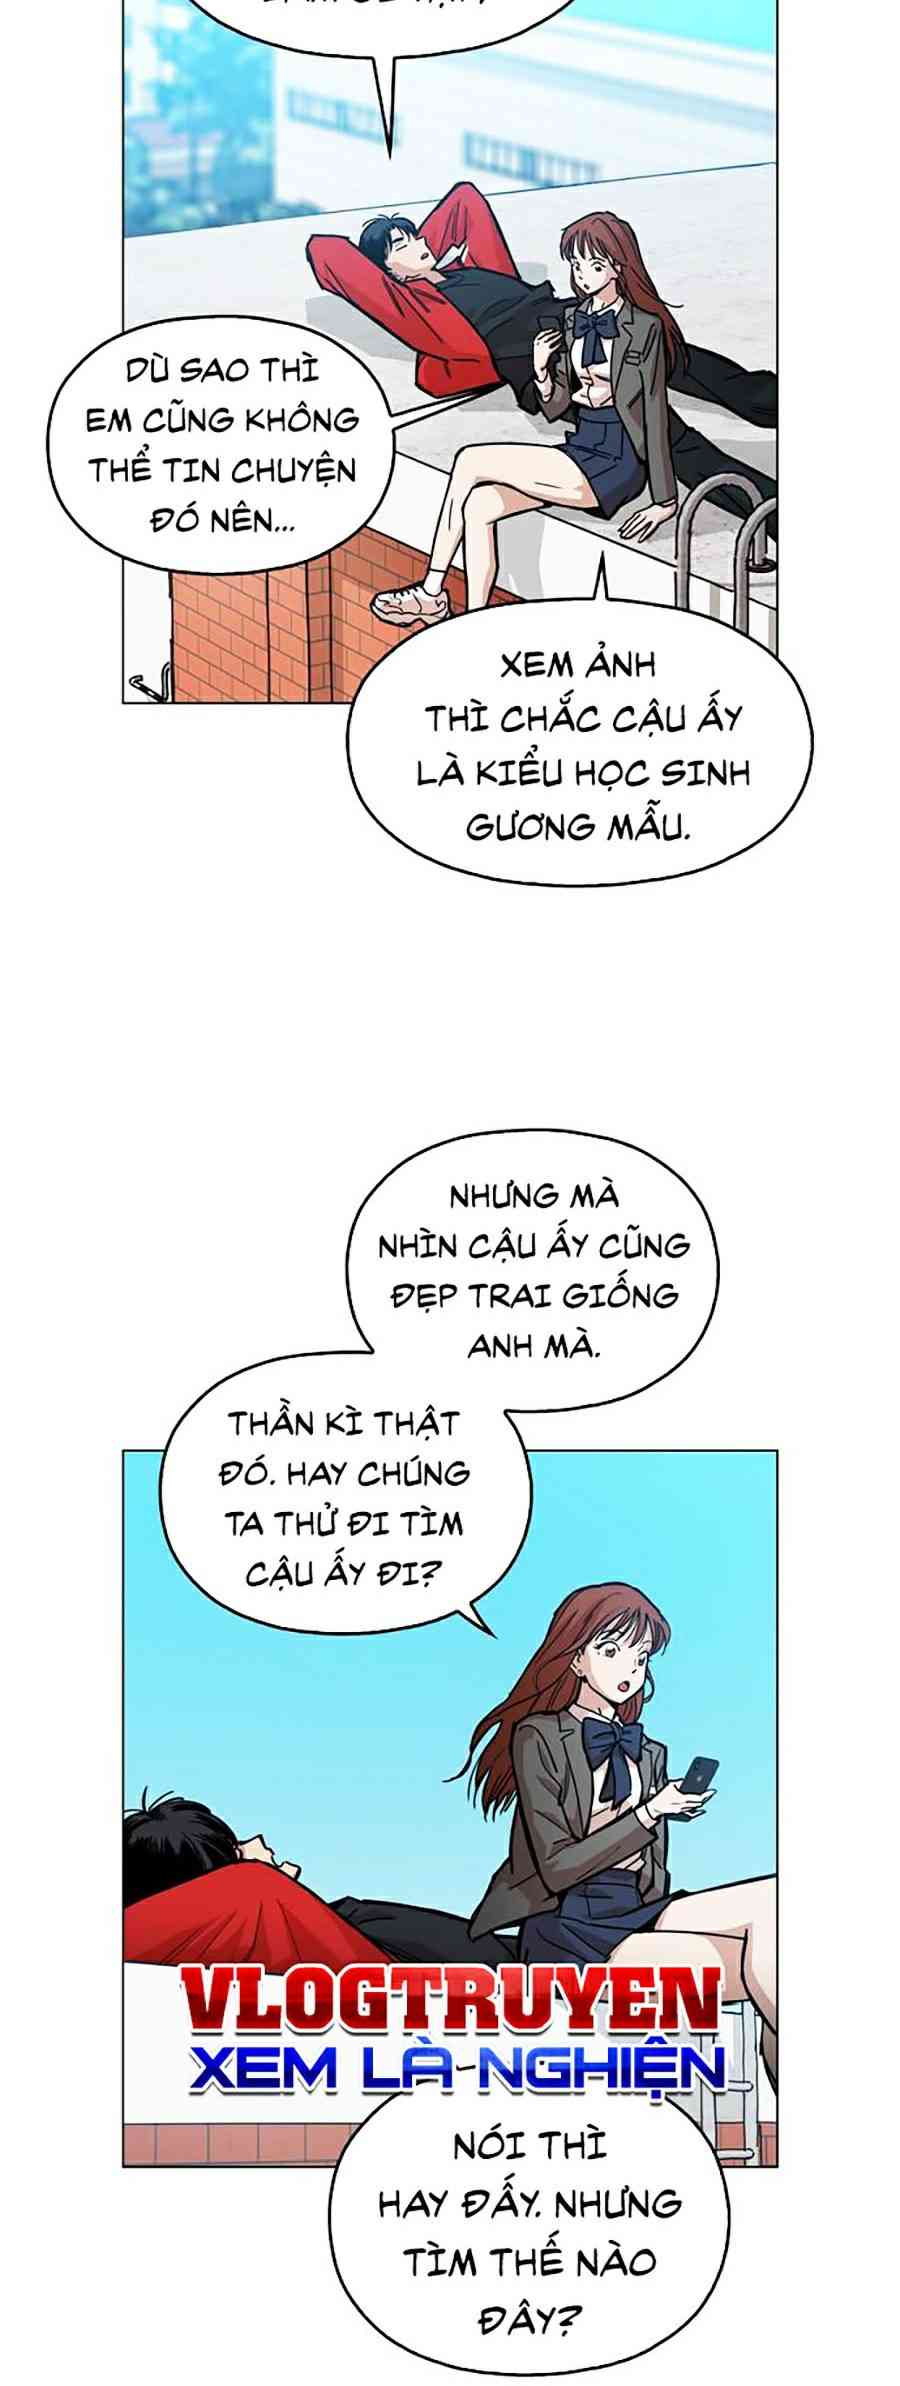 DÙ SAO THÌ
EM CŨNG KHÔNG
THỂ TIN CHUYỆN
ĐÓ NÊN...
XEM ẢNH
THÌ CHẮC CẬU ẤY
LÀ KIỂU HỌC SINH
GƯƠNG MẪU.
NHƯNG MÀ
NHÌN CẬU ẤY CŨNG
ĐẸP TRAI GIỐNG
ANH MÀ.
THẦN KÌ THẬT
ĐÓ. HAY CHÚNG
TA THỬ ĐI TÌM
CẬU ẤY ĐI?
VLOGTRUYEN
XEM LÀ NGHIỆN
NÓI THÌ
HAY ĐẤY. NHƯNG
TÌM THẾ NÀO
ĐÂY?